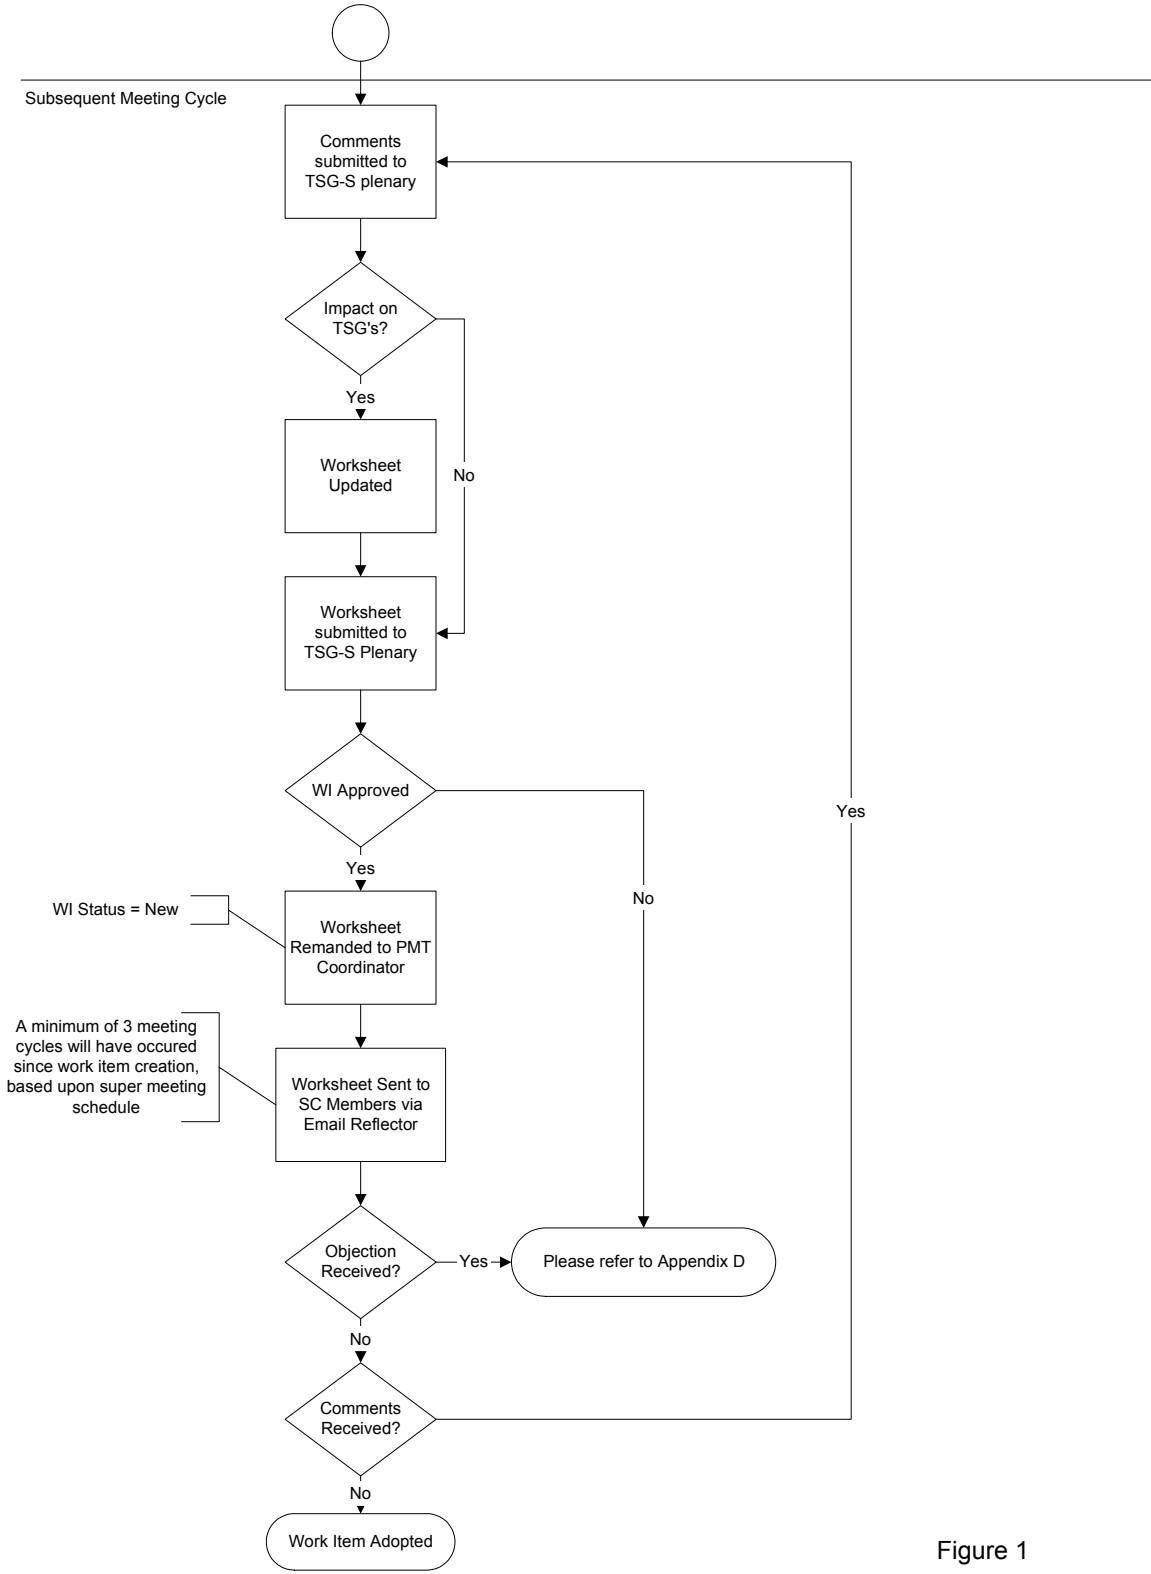 Subsequent Meeting Cycle
Comments
submitted to
TSG-S plenary
Impact on
TSG's?
Yes
No
Worksheet
Updated
Worksheet
submitted to
TSG-S Plenary
WI Approved
Yes
Yes
No
WI Status = New
Worksheet
Remanded to PMT
Coordinator
A minimum of 3 meeting
cycles will have occured
since work item creation,
based upon super meeting
schedule
Worksheet Sent to
SC Members via
Email Reflector
Objection
Received?
Yes
Please refer to Appendix D
No
Comments
Received?
No
Work Item Adopted
Figure 1